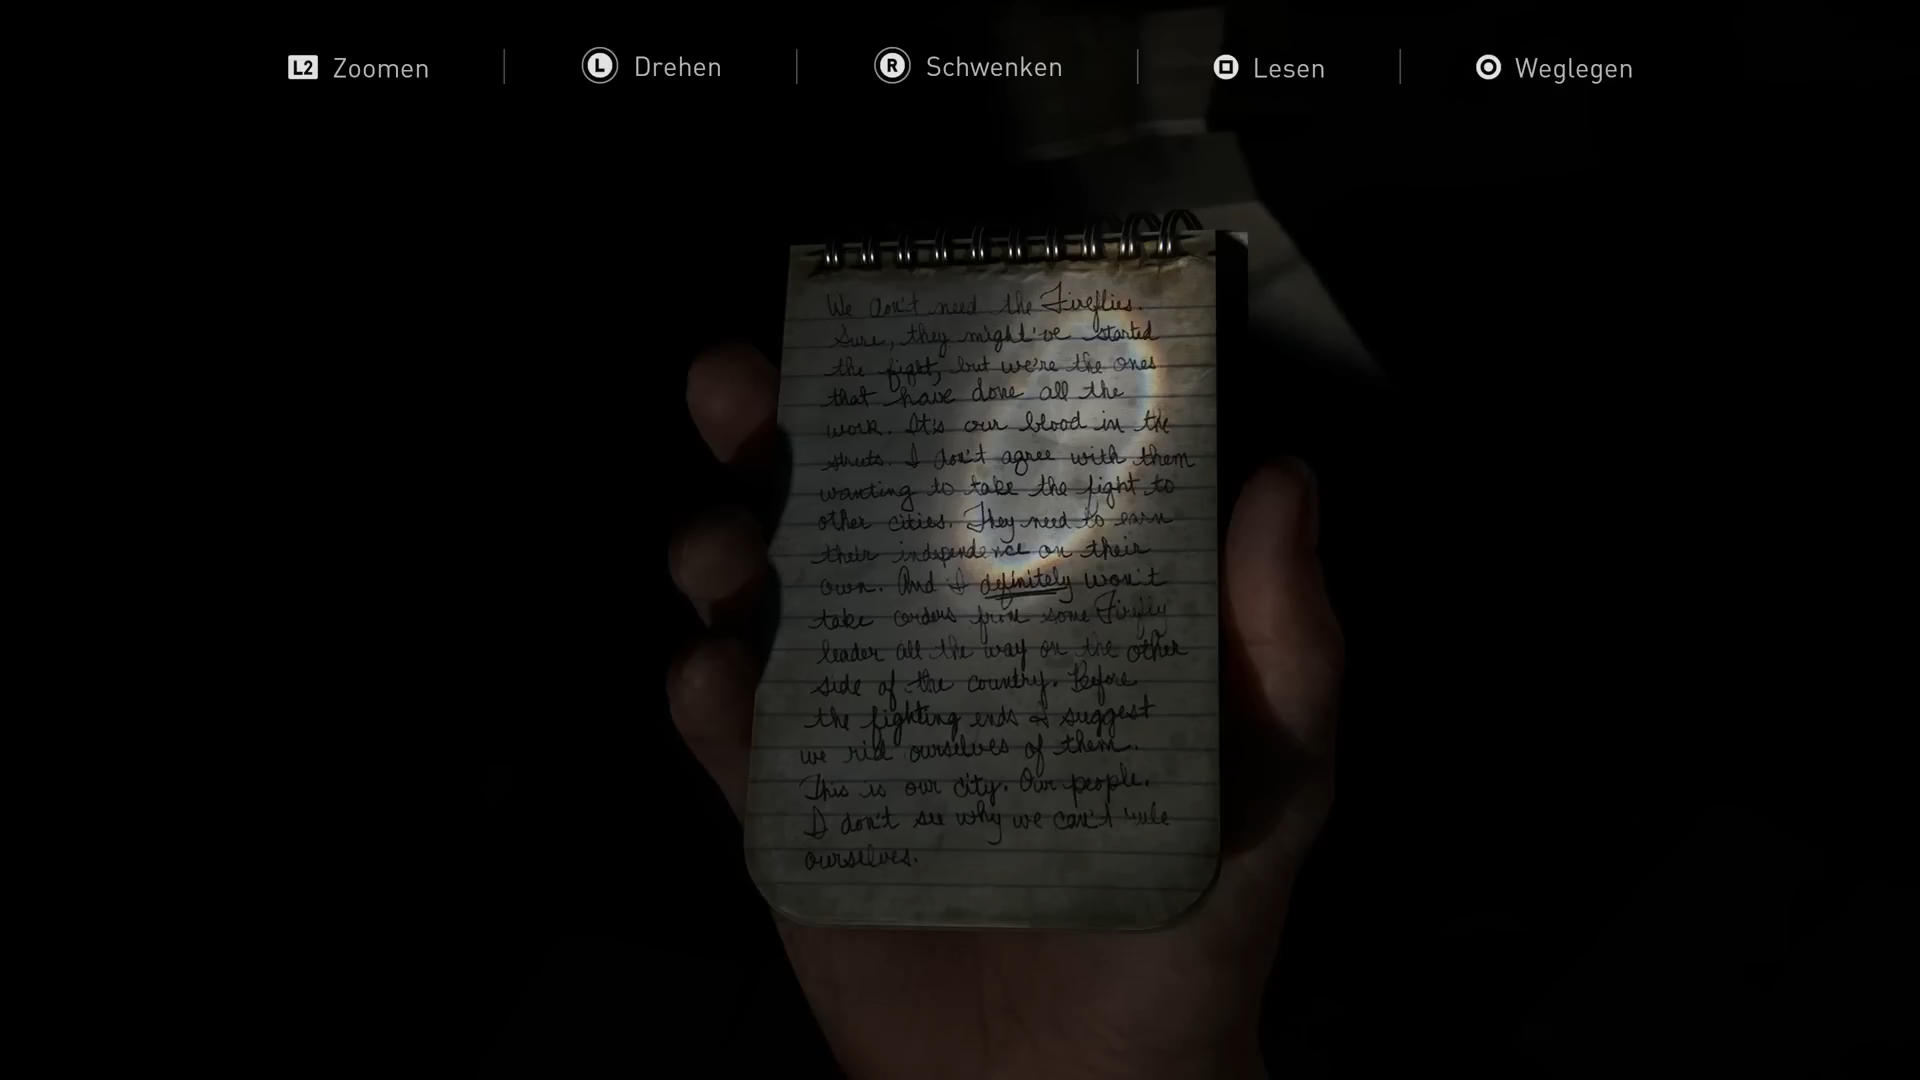 L2 Zoomen L Drehen R Schwenken Lesen Weglegen
We don't need the Fireflies.
Sure, they might've started
the fight, but we're the ones
that have done all the
work. It's our blood in the
streets. I don't agree with them
wanting to take the fight to
other cities. They need to earn
their independence on their
own. And I definitely won't
take orders from some Firefly
leader all the way on the other
side of the country. Before
the fighting ends I suggest
we rid ourselves of them.
This is our city. Our people.
I don't see why we can't rule
ourselves.